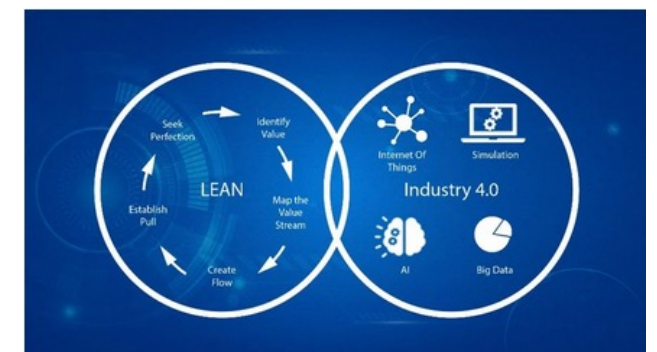 Seek
Perfection
Identify
Value
LEAN
Map the
Value
Stream
Establish
Pull
Create
Flow
Internet Of
Things
Simulation
Industry 4.0
AI
Big Data